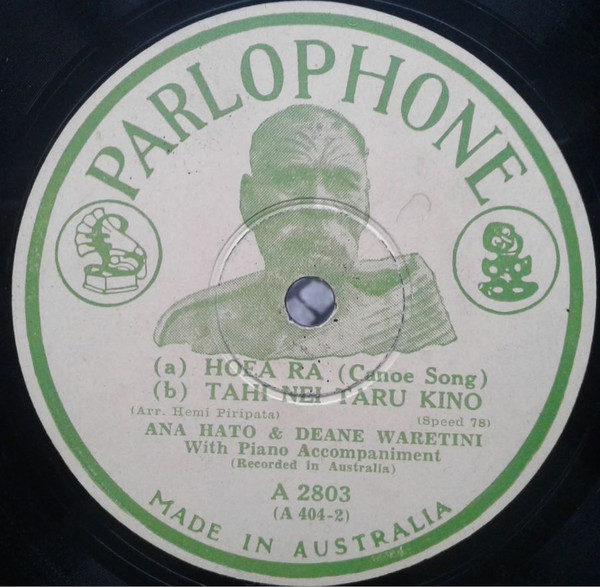 PARLOPHONE
(a) HOEA RA (Canoe Song)
(b) TAHI NEI TARU KINO
(Arr. Hemi Piripata) (Speed 78)
ANA HATO & DEANE WARETINI
With Piano Accompaniment
(Recorded in Australia)
A 2803
(A 404-2)
MADE IN AUSTRALIA